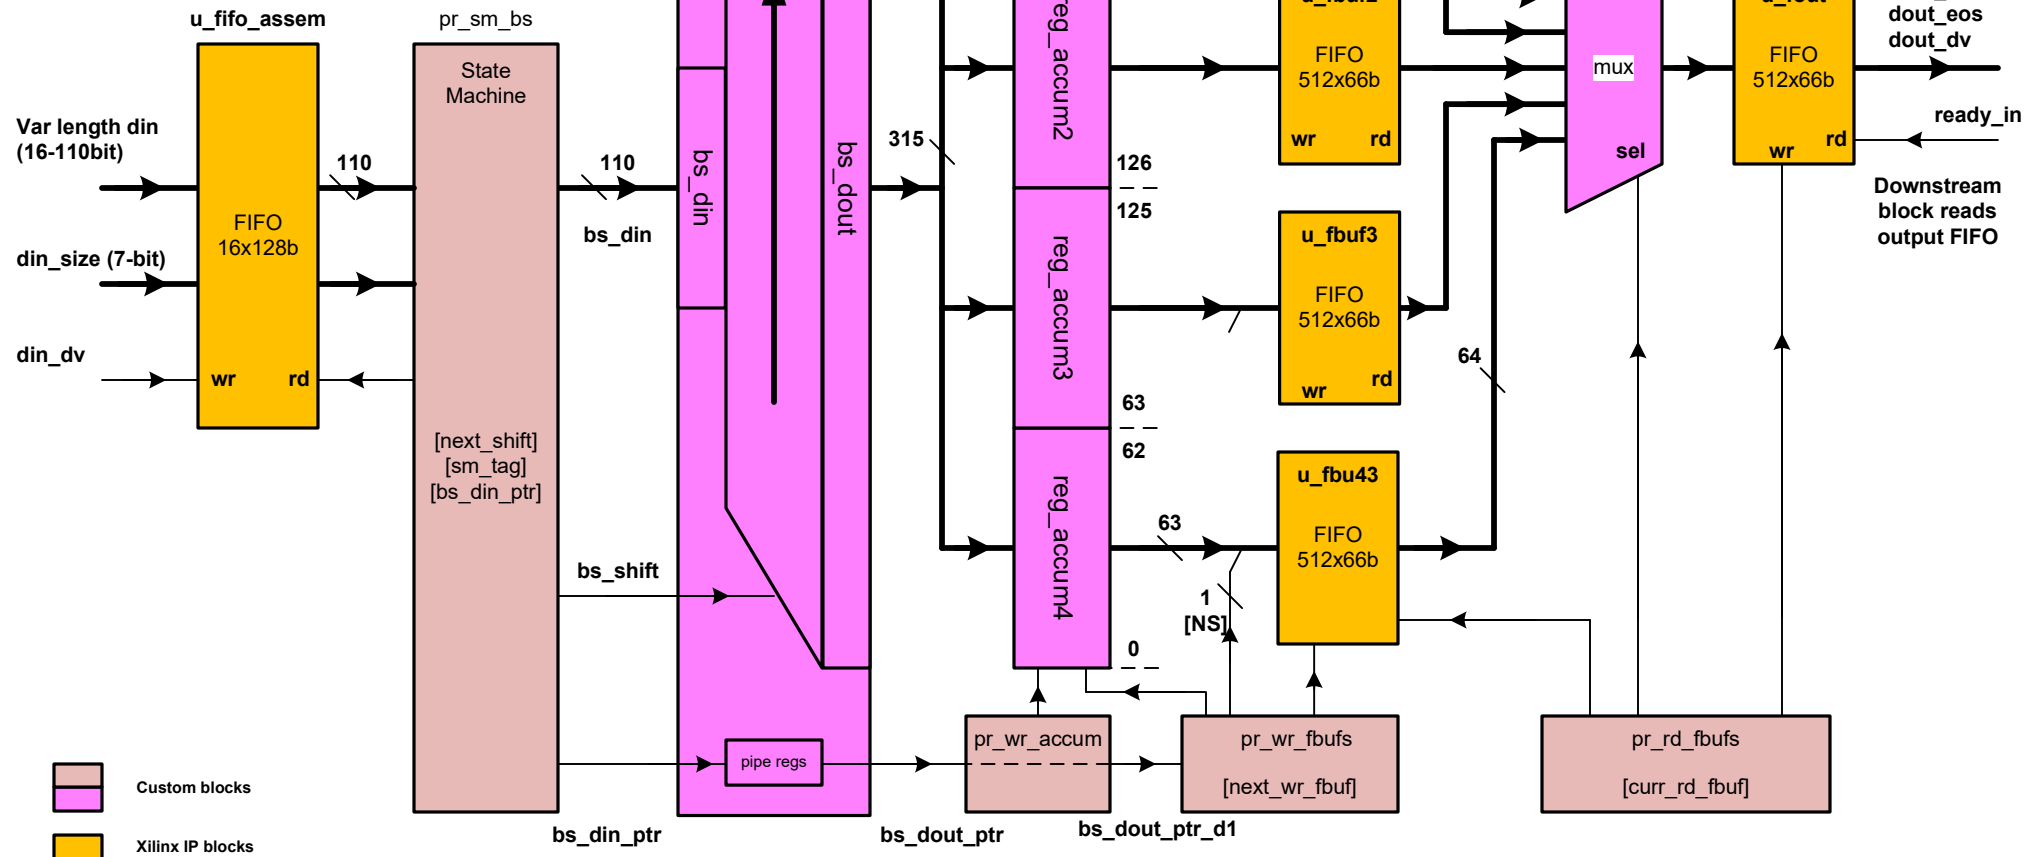 u_fifo_assem
pr_sm_bs
State
Machine
Var length din
(16-110bit)
110
FIFO
16x128b
din_size (7-bit)
din_dv
wr
rd
[next_shift]
[sm_tag]
[bs_din_ptr]
110
bs_din
bs_din
bs_dout
bs_shift
pipe regs
bs_din_ptr
315
reg_accum2
126
125
reg_accum3
63
62
reg_accum4
0
63
1
[NS]
u_fbuf2
FIFO
512x66b
wr
rd
u_fbuf3
FIFO
512x66b
wr
rd
u_fbu43
FIFO
512x66b
64
mux
sel
u_fout
FIFO
512x66b
wr
rd
dout_eos
dout_dv
ready_in
Downstream
block reads
output FIFO
pr_wr_accum
pr_wr_fbufs
[next_wr_fbuf]
pr_rd_fbufs
[curr_rd_fbuf]
bs_dout_ptr
bs_dout_ptr_d1
Custom blocks
Xilinx IP blocks